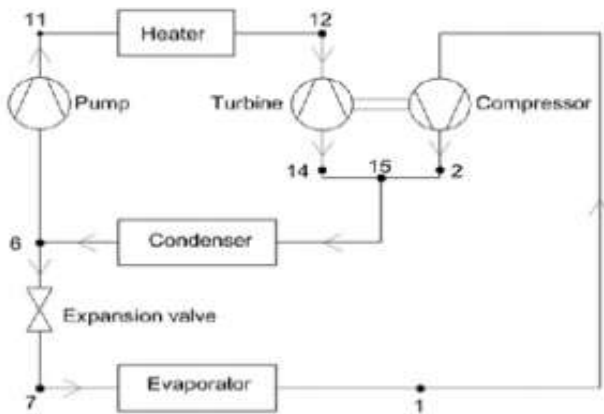 11
Heater
12
Pump
Turbine
Compressor
14
15
2
6
Condenser
Expansion valve
7
Evaporator
1